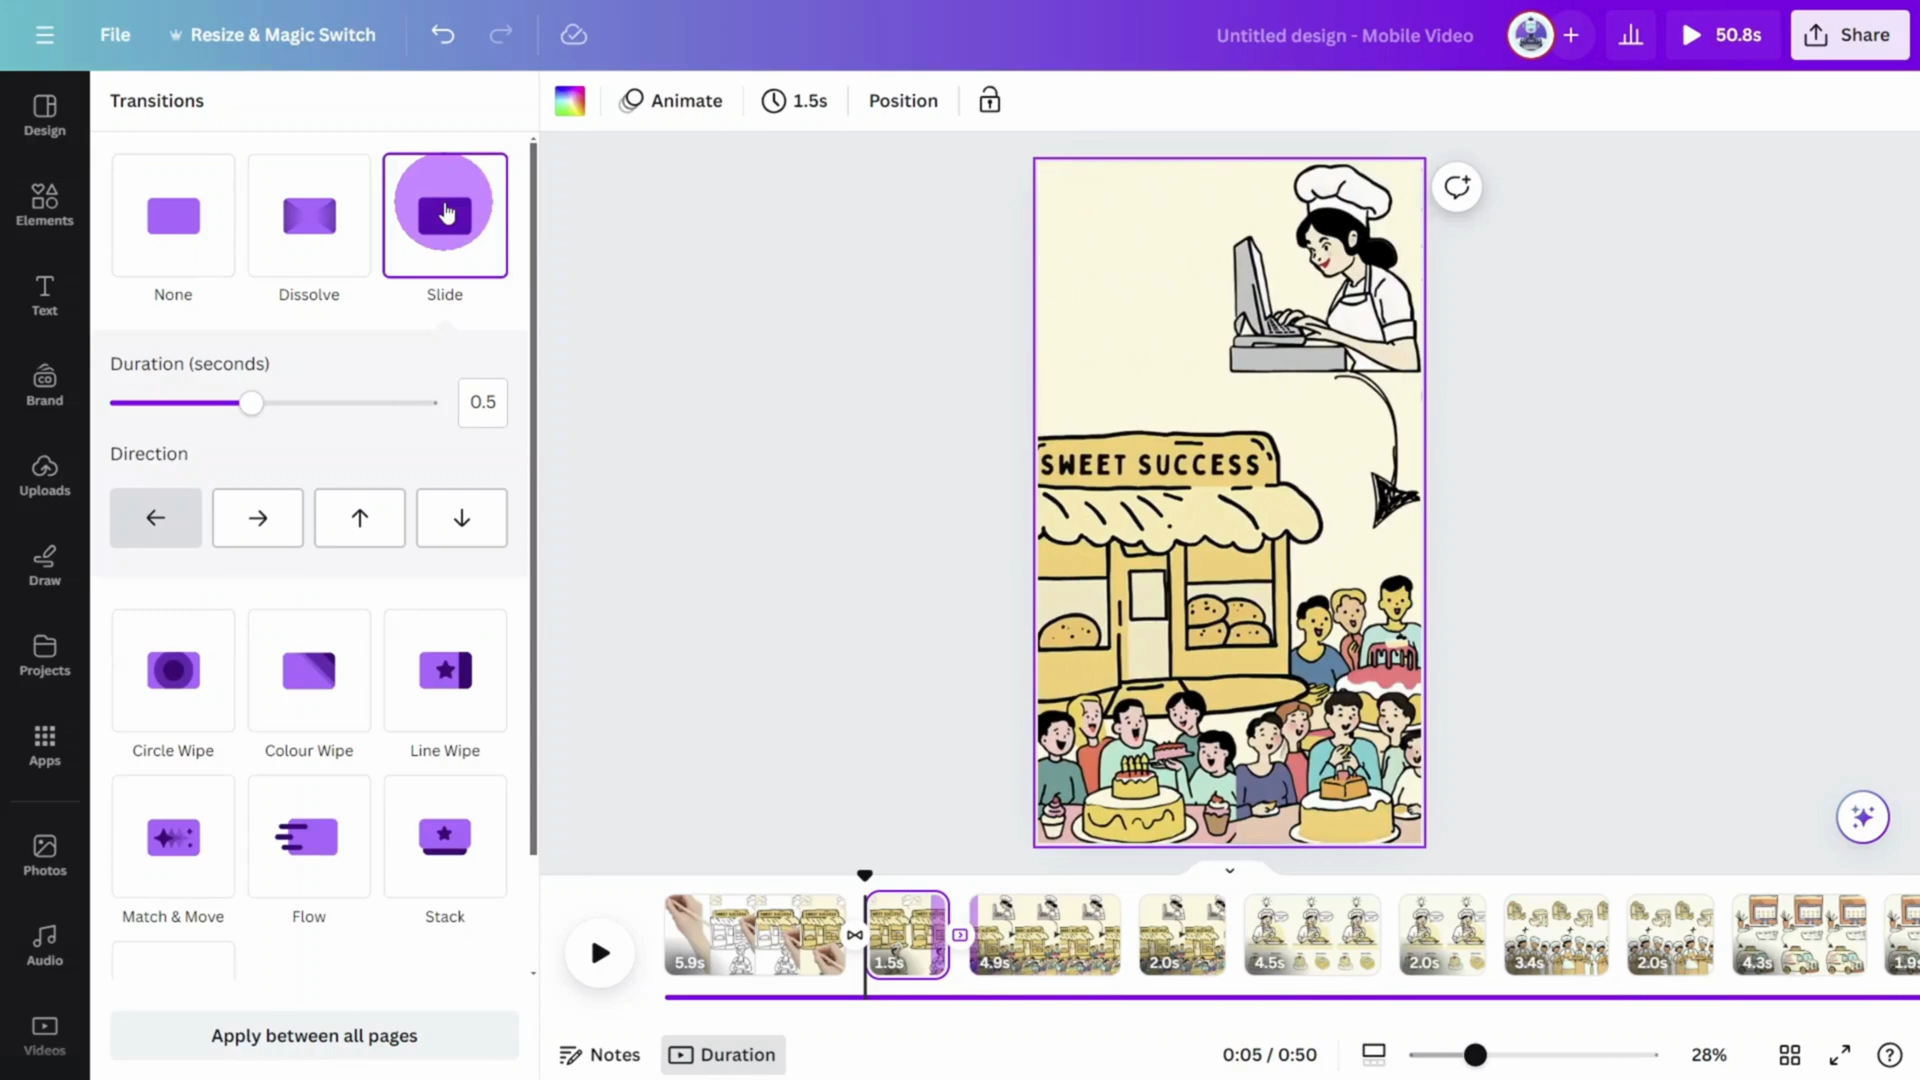 File
Resize & Magic Switch
Untitled design - Mobile Video
50.8s
Share
Design
Elements
Text
Brand
Uploads
Draw
Projects
Apps
Photos
Audio
Videos
Transitions
None
Dissolve
Slide
Duration (seconds)
0.5
Direction
Circle Wipe
Colour Wipe
Line Wipe
Match & Move
Flow
Stack
Apply between all pages
Animate
1.5s
Position
SWEET SUCCESS
5.9s
1.5s
4.9s
2.0s
4.5s
2.0s
3.4s
2.0s
4.3s
1.9s
Notes
Duration
0:05 / 0:50
28%